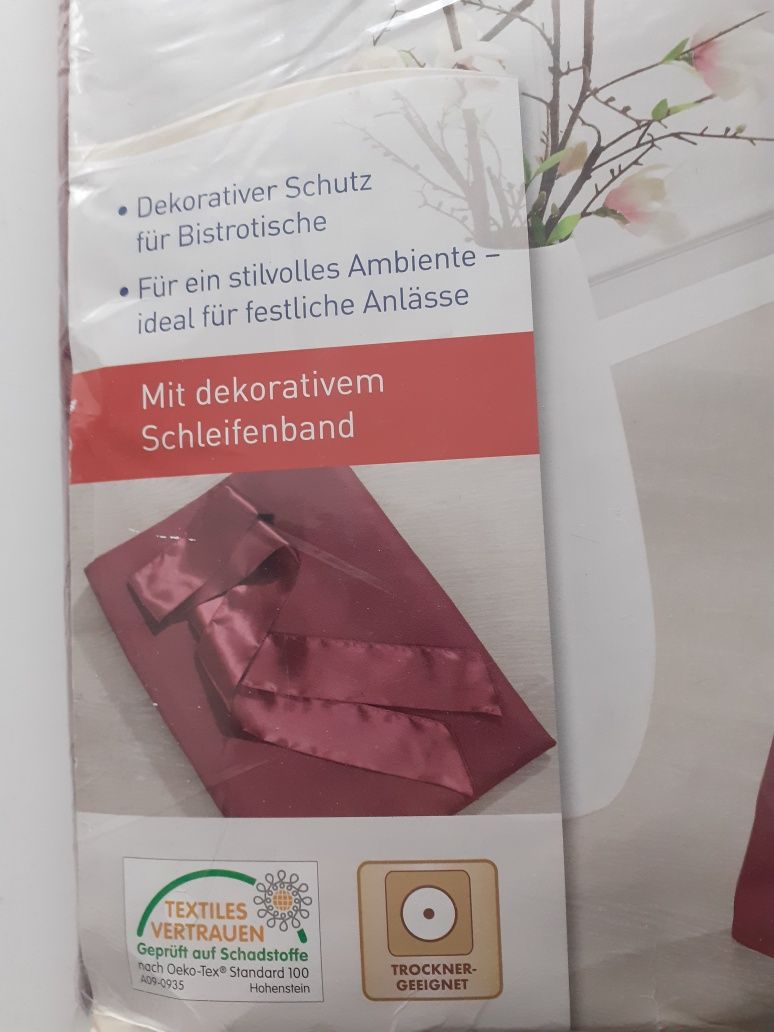 • Dekorativer Schutz
für Bistrotische
• Für ein stilvolles Ambiente –
ideal für festliche Anlässe
Mit dekorativem
Schleifenband
TEXTILES
VERTRAUEN
Geprüft auf Schadstoffe
nach Oeko-Tex® Standard 100
A09-0935 Hohenstein
TROCKNER-
GEEIGNET